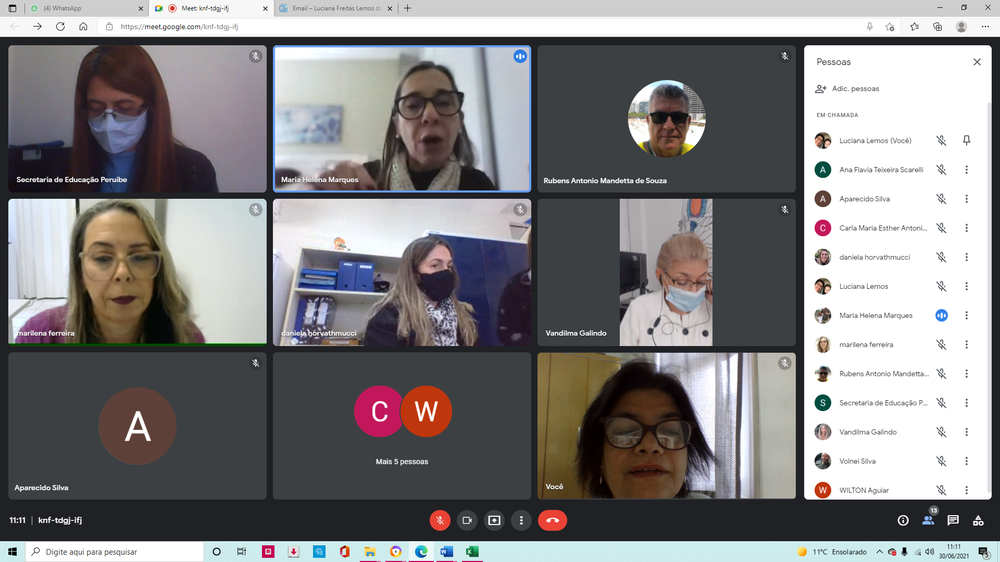 (4) WhatsApp
Meet: knf-tdgj-ifj
Email – Luciana Freitas Lemos do
https://meet.google.com/knf-tdgj-ifj
Secretaria de Educação Peruíbe
Maria Helena Marques
Rubens Antonio Mandetta de Souza
marilena ferreira
daniela horvathmucci
Vandilma Galindo
A
Aparecido Silva
C W
Mais 5 pessoas
Você
Pessoas
Adic. pessoas
EM CHAMADA
Luciana Lemos (Você)
A Ana Flavia Teixeira Scarelli
A Aparecido Silva
C Carla Maria Esther Antoni...
daniela horvathmucci
Luciana Lemos
Maria Helena Marques
marilena ferreira
Rubens Antonio Mandetta...
S Secretaria de Educação P...
Vandilma Galindo
Volnei Silva
W WILTON Aguiar
11:11 | knf-tdgj-ifj
13
Digite aqui para pesquisar
11°C Ensolarado
11:11
30/06/2021
5